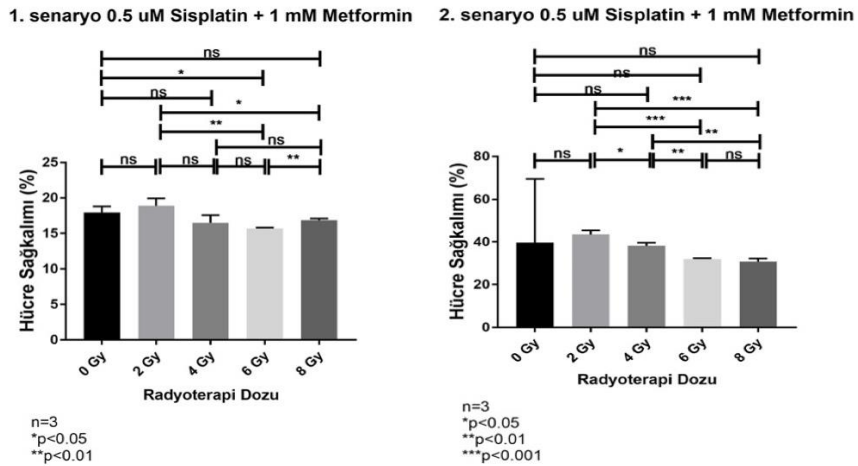 1. senaryo 0.5 uM Sisplatin + 1 mM Metformin
ns
*
ns
*
**
ns
ns
ns
ns
**
25
20
15
10
5
0
Hücre Sağkalımı (%)
0 Gy
2 Gy
4 Gy
6 Gy
8 Gy
Radyoterapi Dozu
n=3
*p<0.05
**p<0.01
2. senaryo 0.5 uM Sisplatin + 1 mM Metformin
ns
ns
ns
***
***
**
ns
*
**
ns
80
60
40
20
0
Hücre Sağkalımı (%)
0 Gy
2 Gy
4 Gy
6 Gy
8 Gy
Radyoterapi Dozu
n=3
*p<0.05
**p<0.01
***p<0.001